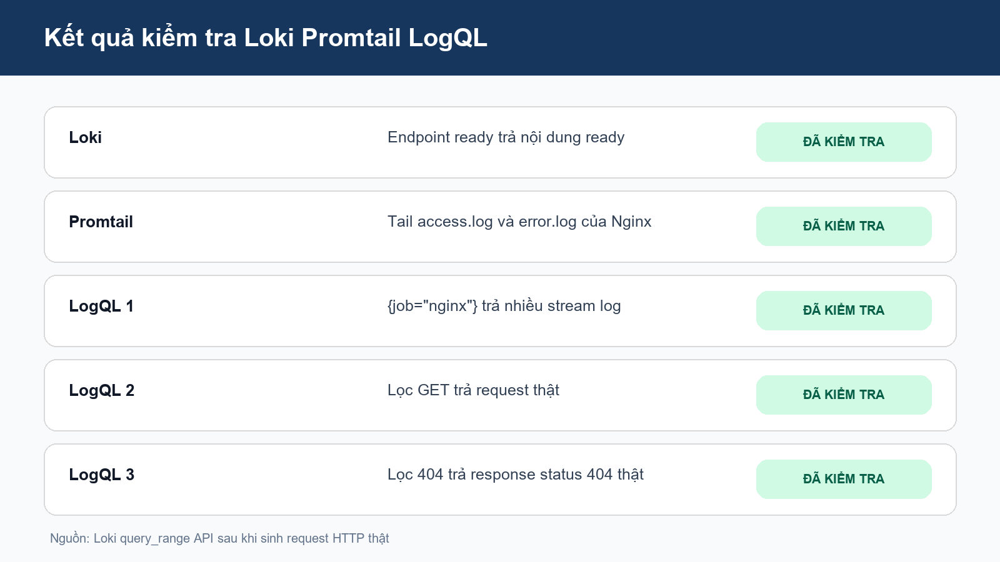 Kết quả kiểm tra Loki Promtail LogQL
Loki
Endpoint ready trả nội dung ready
ĐÃ KIỂM TRA
Promtail
Tail access.log và error.log của Nginx
ĐÃ KIỂM TRA
LogQL 1
{job="nginx"} trả nhiều stream log
ĐÃ KIỂM TRA
LogQL 2
Lọc GET trả request thật
ĐÃ KIỂM TRA
LogQL 3
Lọc 404 trả response status 404 thật
ĐÃ KIỂM TRA
Nguồn: Loki query_range API sau khi sinh request HTTP thật